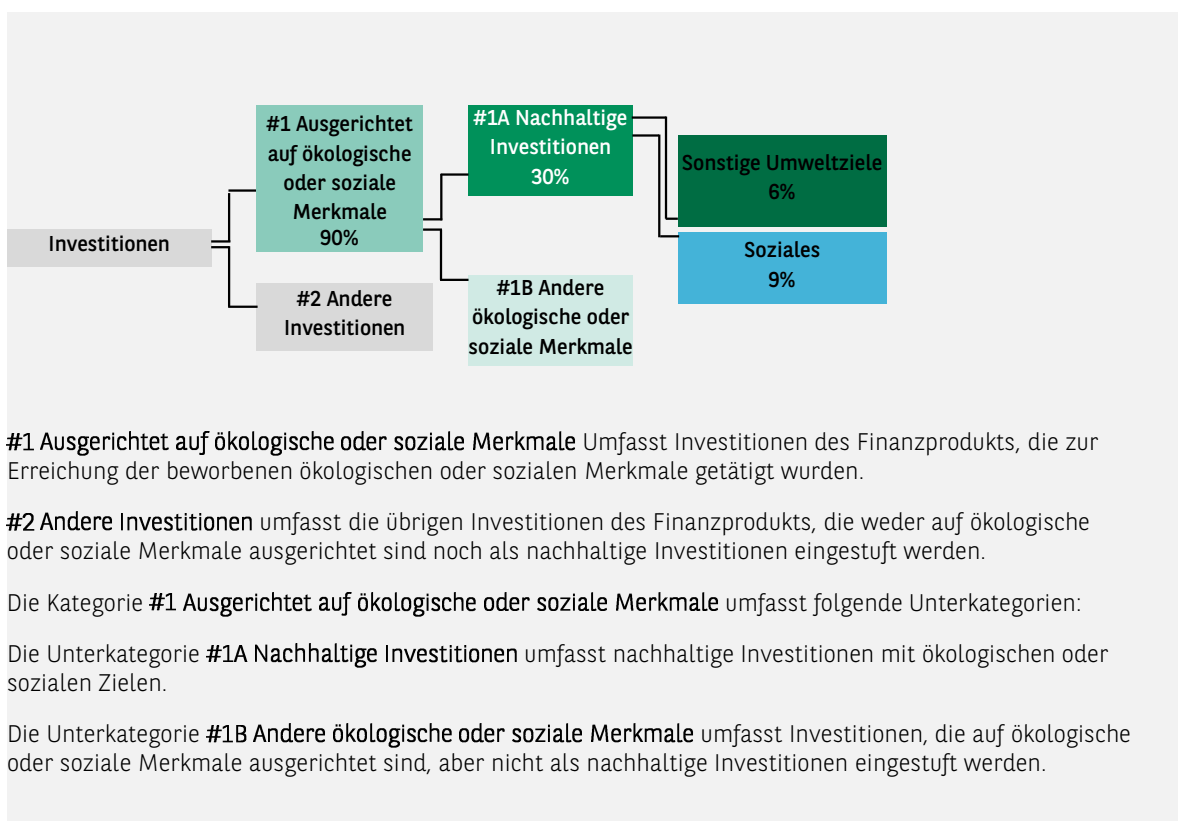 #1 Ausgerichtet
auf ökologische
oder soziale
Merkmale
90%
#1A Nachhaltige
Investitionen
30%
Sonstige Umweltziele
6%
Investitionen
Soziales
9%
#2 Andere
Investitionen
#1B Andere
ökologische oder
soziale Merkmale
#1 Ausgerichtet auf ökologische oder soziale Merkmale Umfasst Investitionen des Finanzprodukts, die zur
Erreichung der beworbenen ökologischen oder sozialen Merkmale getätigt wurden.
#2 Andere Investitionen umfasst die übrigen Investitionen des Finanzprodukts, die weder auf ökologische
oder soziale Merkmale ausgerichtet sind noch als nachhaltige Investitionen eingestuft werden.
Die Kategorie #1 Ausgerichtet auf ökologische oder soziale Merkmale umfasst folgende Unterkategorien:
Die Unterkategorie #1A Nachhaltige Investitionen umfasst nachhaltige Investitionen mit ökologischen oder
sozialen Zielen.
Die Unterkategorie #1B Andere ökologische oder soziale Merkmale umfasst Investitionen, die auf ökologische
oder soziale Merkmale ausgerichtet sind, aber nicht als nachhaltige Investitionen eingestuft werden.